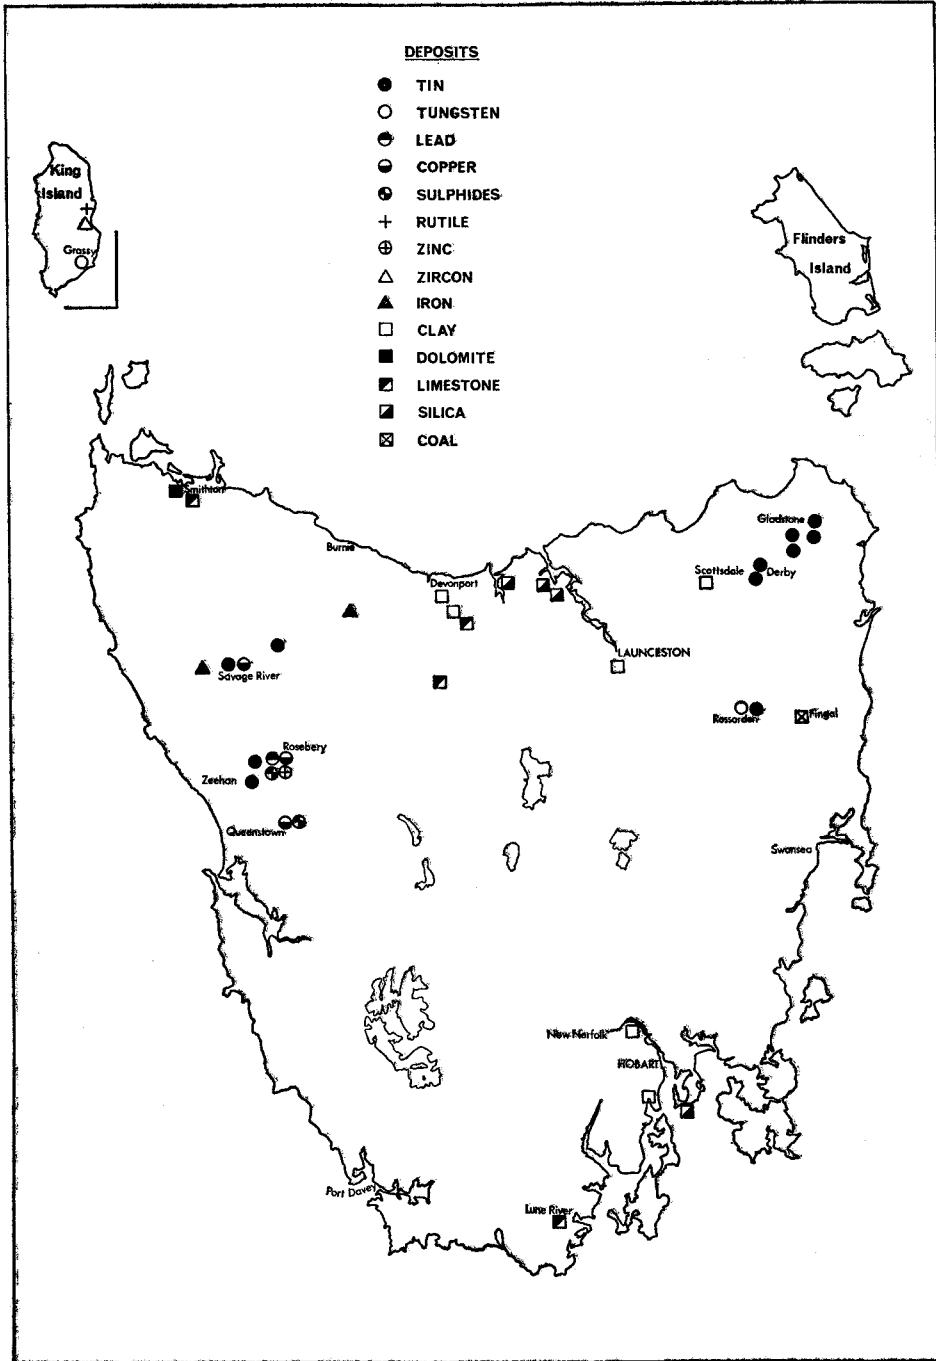 DEPOSITS
TIN
TUNGSTEN
LEAD
COPPER
SULPHIDES
RUTILE
ZINC
ZIRCON
IRON
CLAY
DOLOMITE
LIMESTONE
SILICA
COAL
King
Island
Grassy
Flinders
Island
Smithton
Burnie
Devonport
Gladstone
Scottsdale
Derby
LAUNCESTON
Savage River
Rossarden
Fingal
Rosebery
Zeehan
Queenstown
Swansea
New Norfolk
HOBART
Port Davey
Lune River